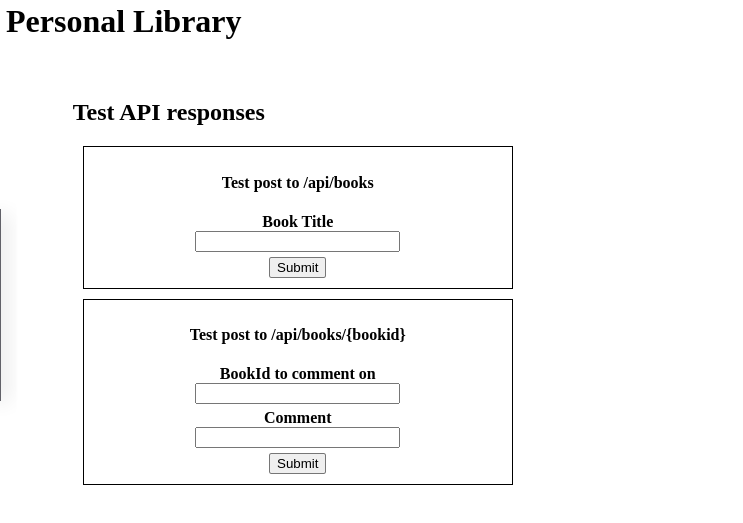 Personal Library
Test API responses
Test post to /api/books
Book Title
Submit
Test post to /api/books/{bookid}
BookId to comment on
Comment
Submit